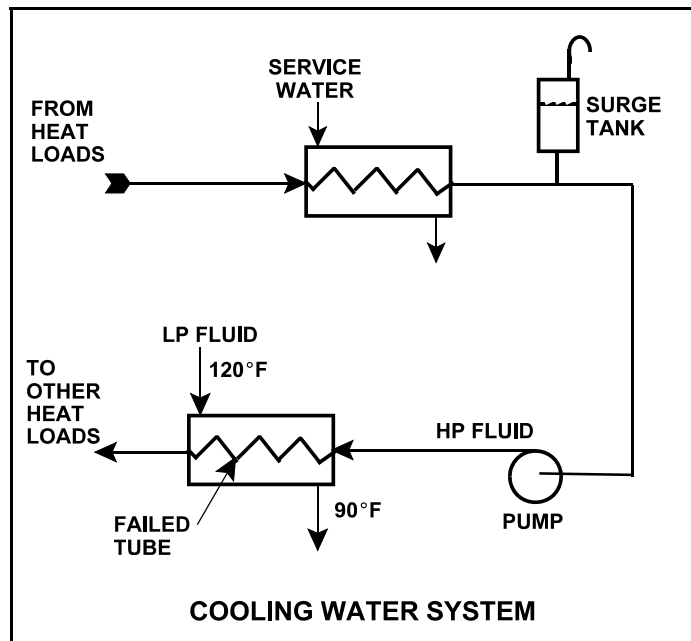 SERVICE
WATER
FROM
HEAT
LOADS
SURGE
TANK
LP FLUID
120°F
TO
OTHER
HEAT
LOADS
HP FLUID
90°F
FAILED
TUBE
PUMP
COOLING WATER SYSTEM